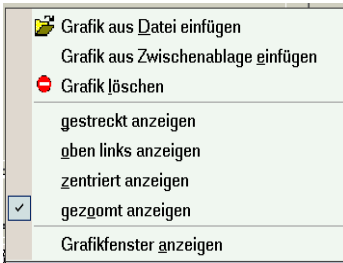 Grafik aus Datei einfügen
Grafik aus Zwischenablage einfügen
Grafik löschen
gestreckt anzeigen
oben links anzeigen
zentriert anzeigen
gezoomt anzeigen
Grafikfenster anzeigen